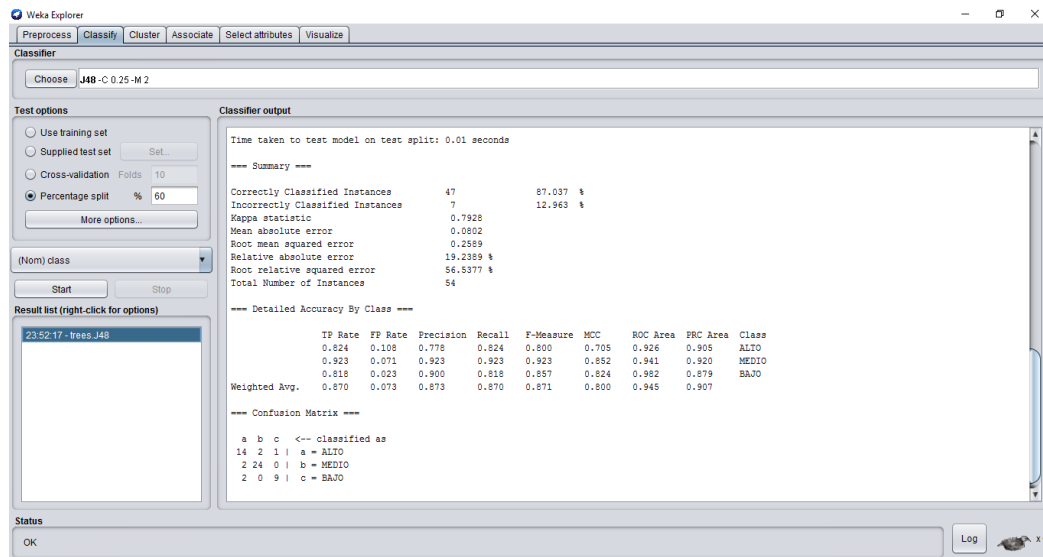 Weka Explorer
Preprocess Classify Cluster Associate Select attributes Visualize
Classifier
Choose J48 -C 0.25 -M 2
Test options
Use training set
Supplied test set Set...
Cross-validation Folds 10
Percentage split % 60
More options...
(Nom) class
Start Stop
Result list (right-click for options)
23:52:17 - trees.J48
Classifier output
Time taken to test model on test split: 0.01 seconds
=== Summary ===
Correctly Classified Instances 47 87.037 %
Incorrectly Classified Instances 7 12.963 %
Kappa statistic 0.7928
Mean absolute error 0.0802
Root mean squared error 0.2589
Relative absolute error 19.2389 %
Root relative squared error 56.5377 %
Total Number of Instances 54
=== Detailed Accuracy By Class ===
TP Rate FP Rate Precision Recall F-Measure MCC ROC Area PRC Area Class
0.824 0.108 0.778 0.824 0.800 0.705 0.926 0.905 ALTO
0.923 0.071 0.923 0.923 0.923 0.852 0.941 0.920 MEDIO
0.818 0.023 0.900 0.818 0.857 0.824 0.982 0.879 BAJO
Weighted Avg. 0.870 0.073 0.873 0.870 0.871 0.800 0.945 0.907
=== Confusion Matrix ===
a b c <-- classified as
14 2 1 | a = ALTO
2 24 0 | b = MEDIO
2 0 9 | c = BAJO
Status
OK
Log
x